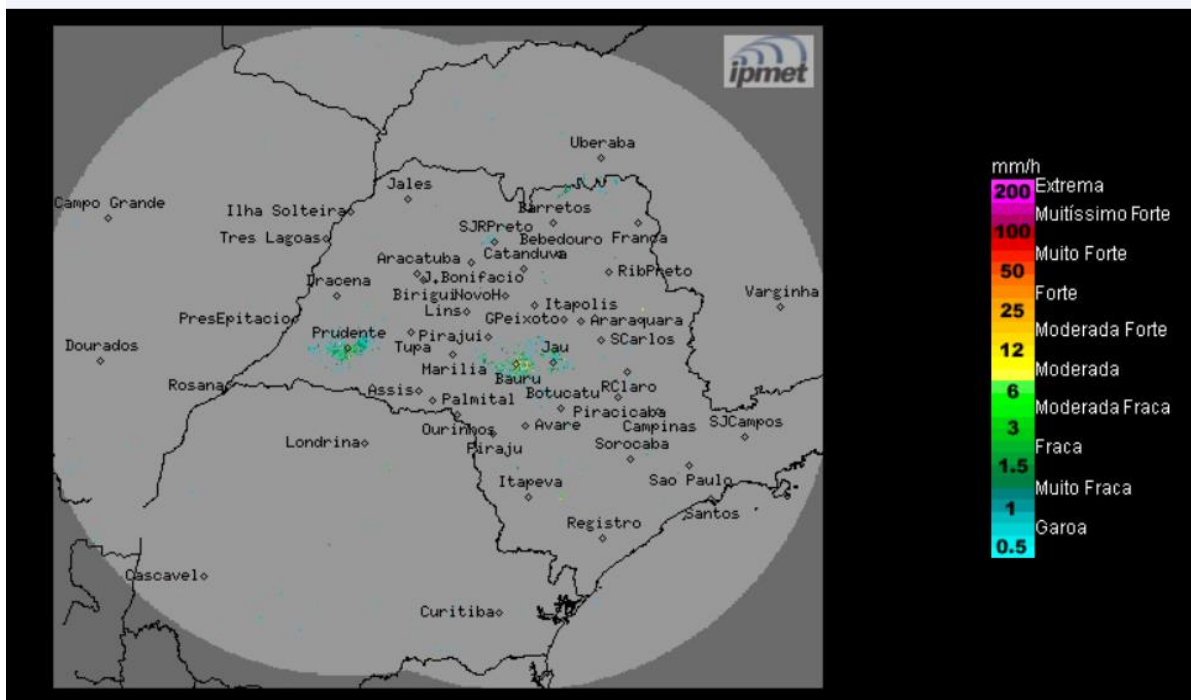 ipmet
Uberaba
Jales
Campo Grande
Ilha Solteira
Barretos
SJRPreto
Tres Lagoas
Bebedouro
Franca
Catanduva
Aracatuba
RibPreto
Dracena
J.Bonifacio
Birigui
NovoH
Varginha
Itapolis
Lins
PresEpitacio
GPeixoto
Araraquara
Prudente
Pirajui
SCarlos
Dourados
Tupa
Jau
Marilia
Bauru
Rosana
Assis
Botucatu
RClaro
Palmital
Piracicaba
Ourinhos
Avare
Campinas
SJCampos
Londrina
Piraju
Sorocaba
Itapeva
Sao Paulo
Santos
Registro
Cascavel
Curitiba
mm/h
200 Extrema
Muitíssimo Forte
100
Muito Forte
50
Forte
25
Moderada Forte
12
Moderada
6
Moderada Fraca
3
Fraca
1.5
Muito Fraca
1
Garoa
0.5